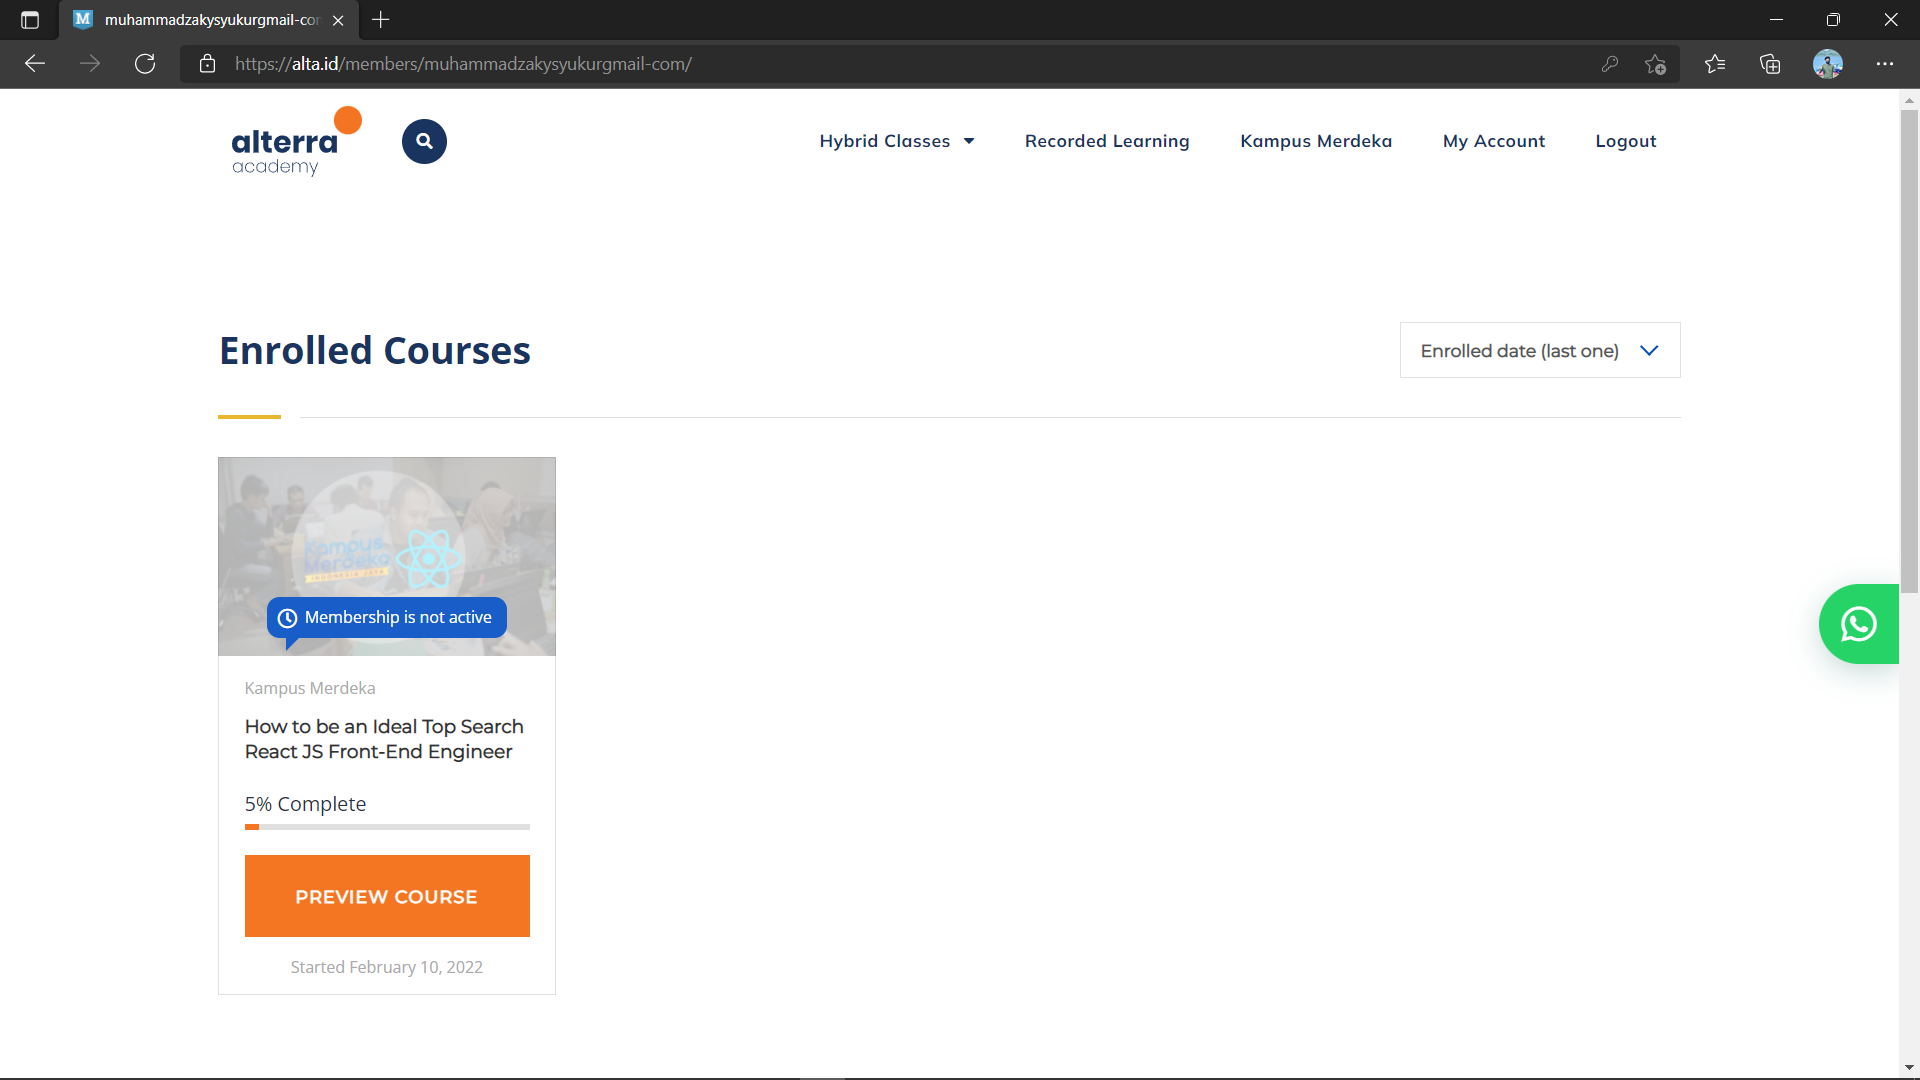 muhammadzakysyukurgmail-co
https://alta.id/members/muhammadzakysyukurgmail-com/
alterra
academy
Hybrid Classes
Recorded Learning
Kampus Merdeka
My Account
Logout
Enrolled Courses
Enrolled date (last one)
Kampus
Merdeka
INDONESIA JAYA
Membership is not active
Kampus Merdeka
How to be an Ideal Top Search
React JS Front-End Engineer
5% Complete
PREVIEW COURSE
Started February 10, 2022